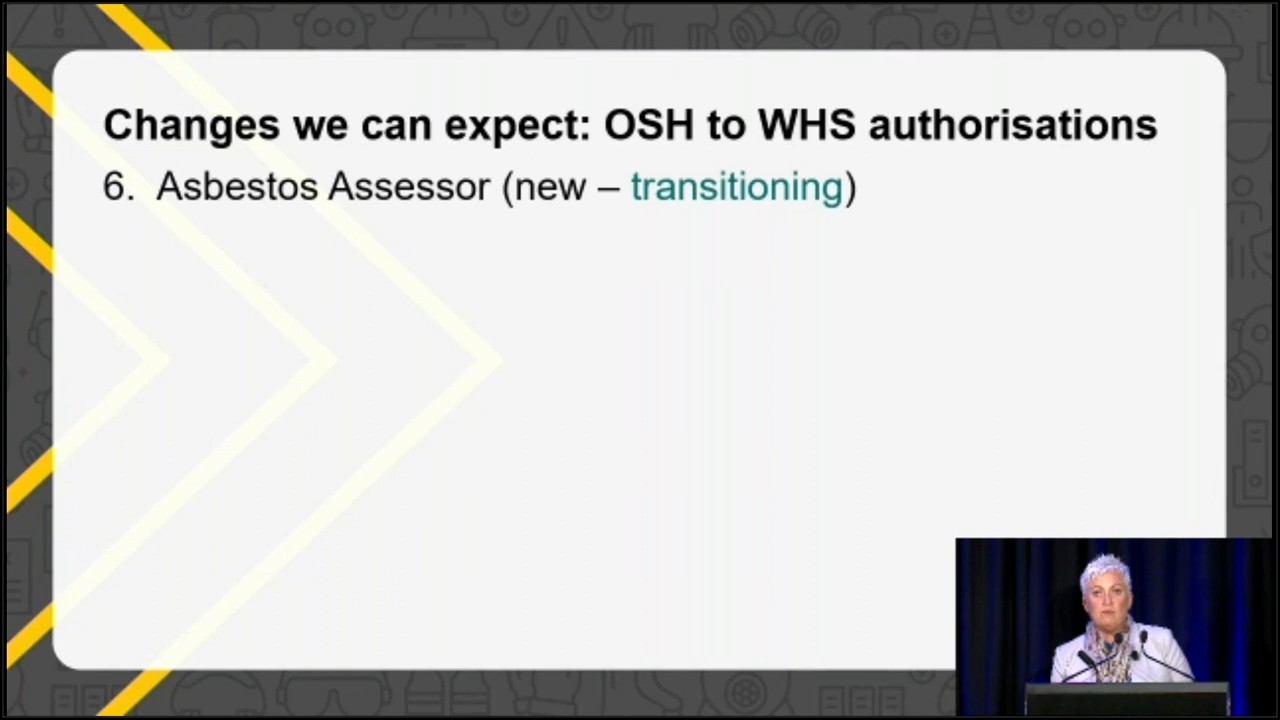 Changes we can expect: OSH to WHS authorisations
6. Asbestos Assessor (new – transitioning)